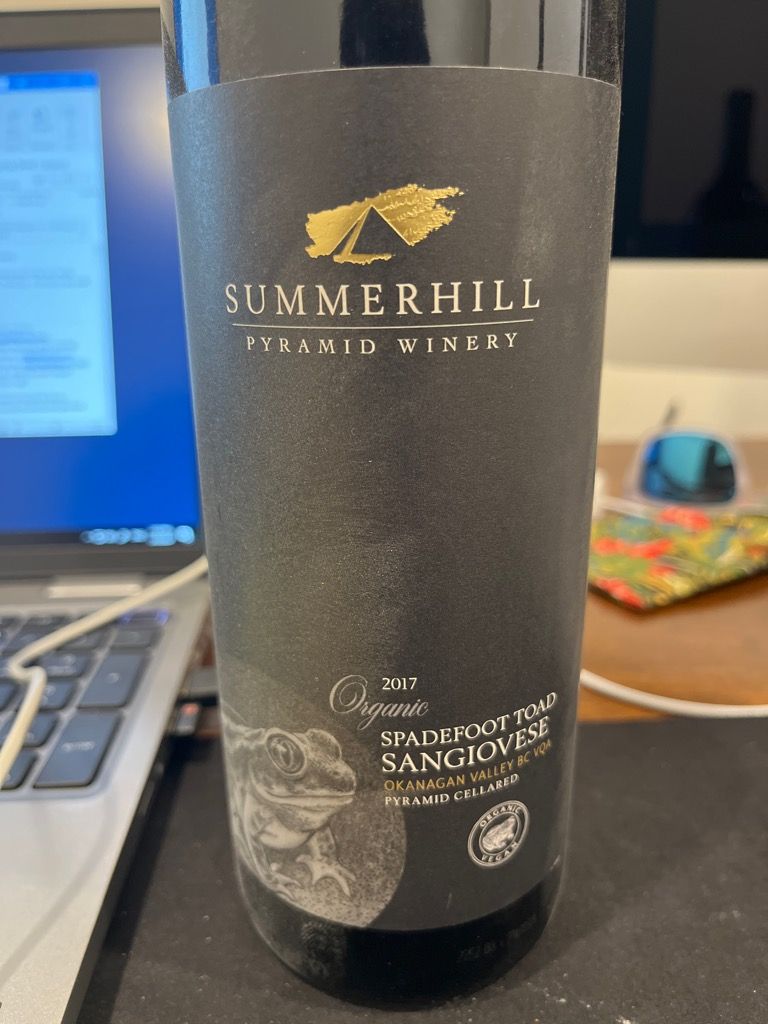 SUMMERHILL
PYRAMID WINERY
2017
Organic
SPADEFOOT TOAD
SANGIOVESE
OKANAGAN VALLEY BC VQA
PYRAMID CELLARED
ORGANIC
VEGAN